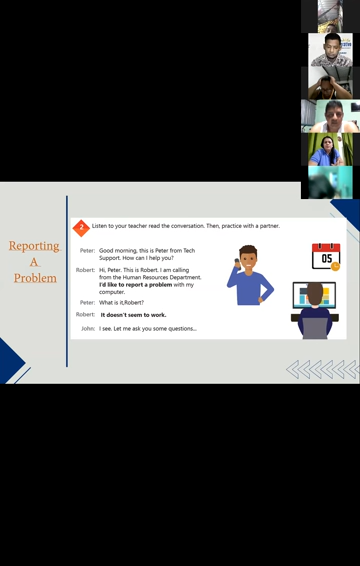 Reporting
A
Problem
2 Listen to your teacher read the conversation. Then, practice with a partner.
Peter: Good morning, this is Peter from Tech
Support. How can I help you?
Robert: Hi, Peter. This is Robert. I am calling
from the Human Resources Department.
I'd like to report a problem with my
computer.
Peter: What is it,Robert?
Robert: It doesn't seem to work.
John: I see. Let me ask you some questions...
05